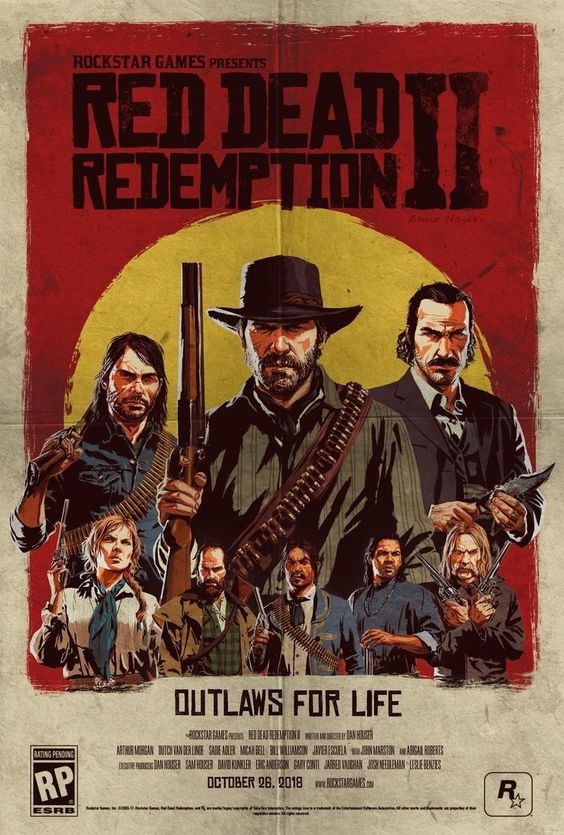 ROCKSTAR GAMES PRESENTS
RED DEAD
REDEMPTION II
Amir Naseri
OUTLAWS FOR LIFE
ROCKSTAR GAMES PRESENTS RED DEAD REDEMPTION II WRITTEN AND DIRECTED BY DAN HOUSER
ARTHUR MORGAN DUTCH VAN DER LINDE SADIE ADLER MICAH BELL BILL WILLIAMSON JAVIER ESCUELLA WITH JOHN MARSTON AND ABIGAIL ROBERTS
EXECUTIVE PRODUCERS DAN HOUSER SAM HOUSER DAVID KUNKLER ERIC ANDERSON GARY CONTI JARRED VAUGHAN JOSH NEEDLEMAN LESLIE BENZIES
OCTOBER 26, 2018 WWW.ROCKSTARGAMES.COM
RATING PENDING
RP
ESRB
R